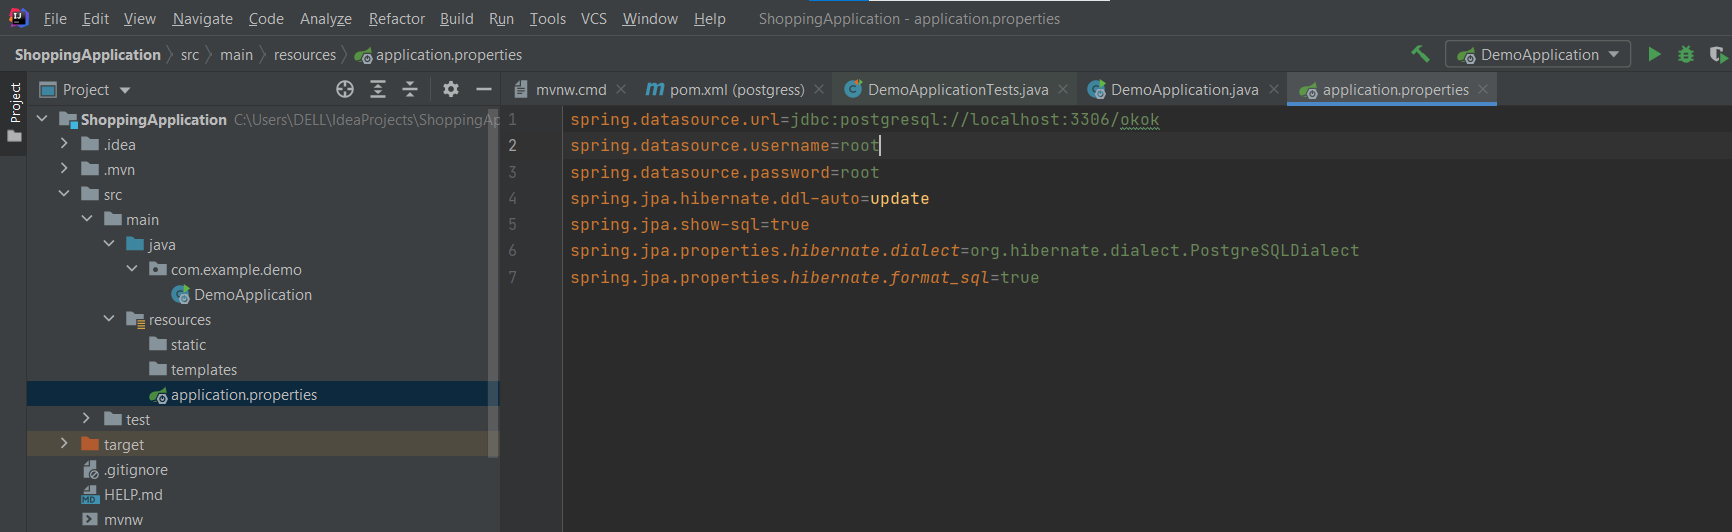 File Edit View Navigate Code Analyze Refactor Build Run Tools VCS Window Help ShoppingApplication - application.properties
ShoppingApplication src main resources application.properties DemoApplication
Project
Project
mvnw.cmd pom.xml (postgress) DemoApplicationTests.java DemoApplication.java application.properties
ShoppingApplication C:\Users\DELL\IdeaProjects\ShoppingAp
.idea
.mvn
src
main
java
com.example.demo
DemoApplication
resources
static
templates
application.properties
test
target
.gitignore
HELP.md
mvnw
1 spring.datasource.url=jdbc:postgresql://localhost:3306/okok
2 spring.datasource.username=root
3 spring.datasource.password=root
4 spring.jpa.hibernate.ddl-auto=update
5 spring.jpa.show-sql=true
6 spring.jpa.properties.hibernate.dialect=org.hibernate.dialect.PostgreSQLDialect
7 spring.jpa.properties.hibernate.format_sql=true